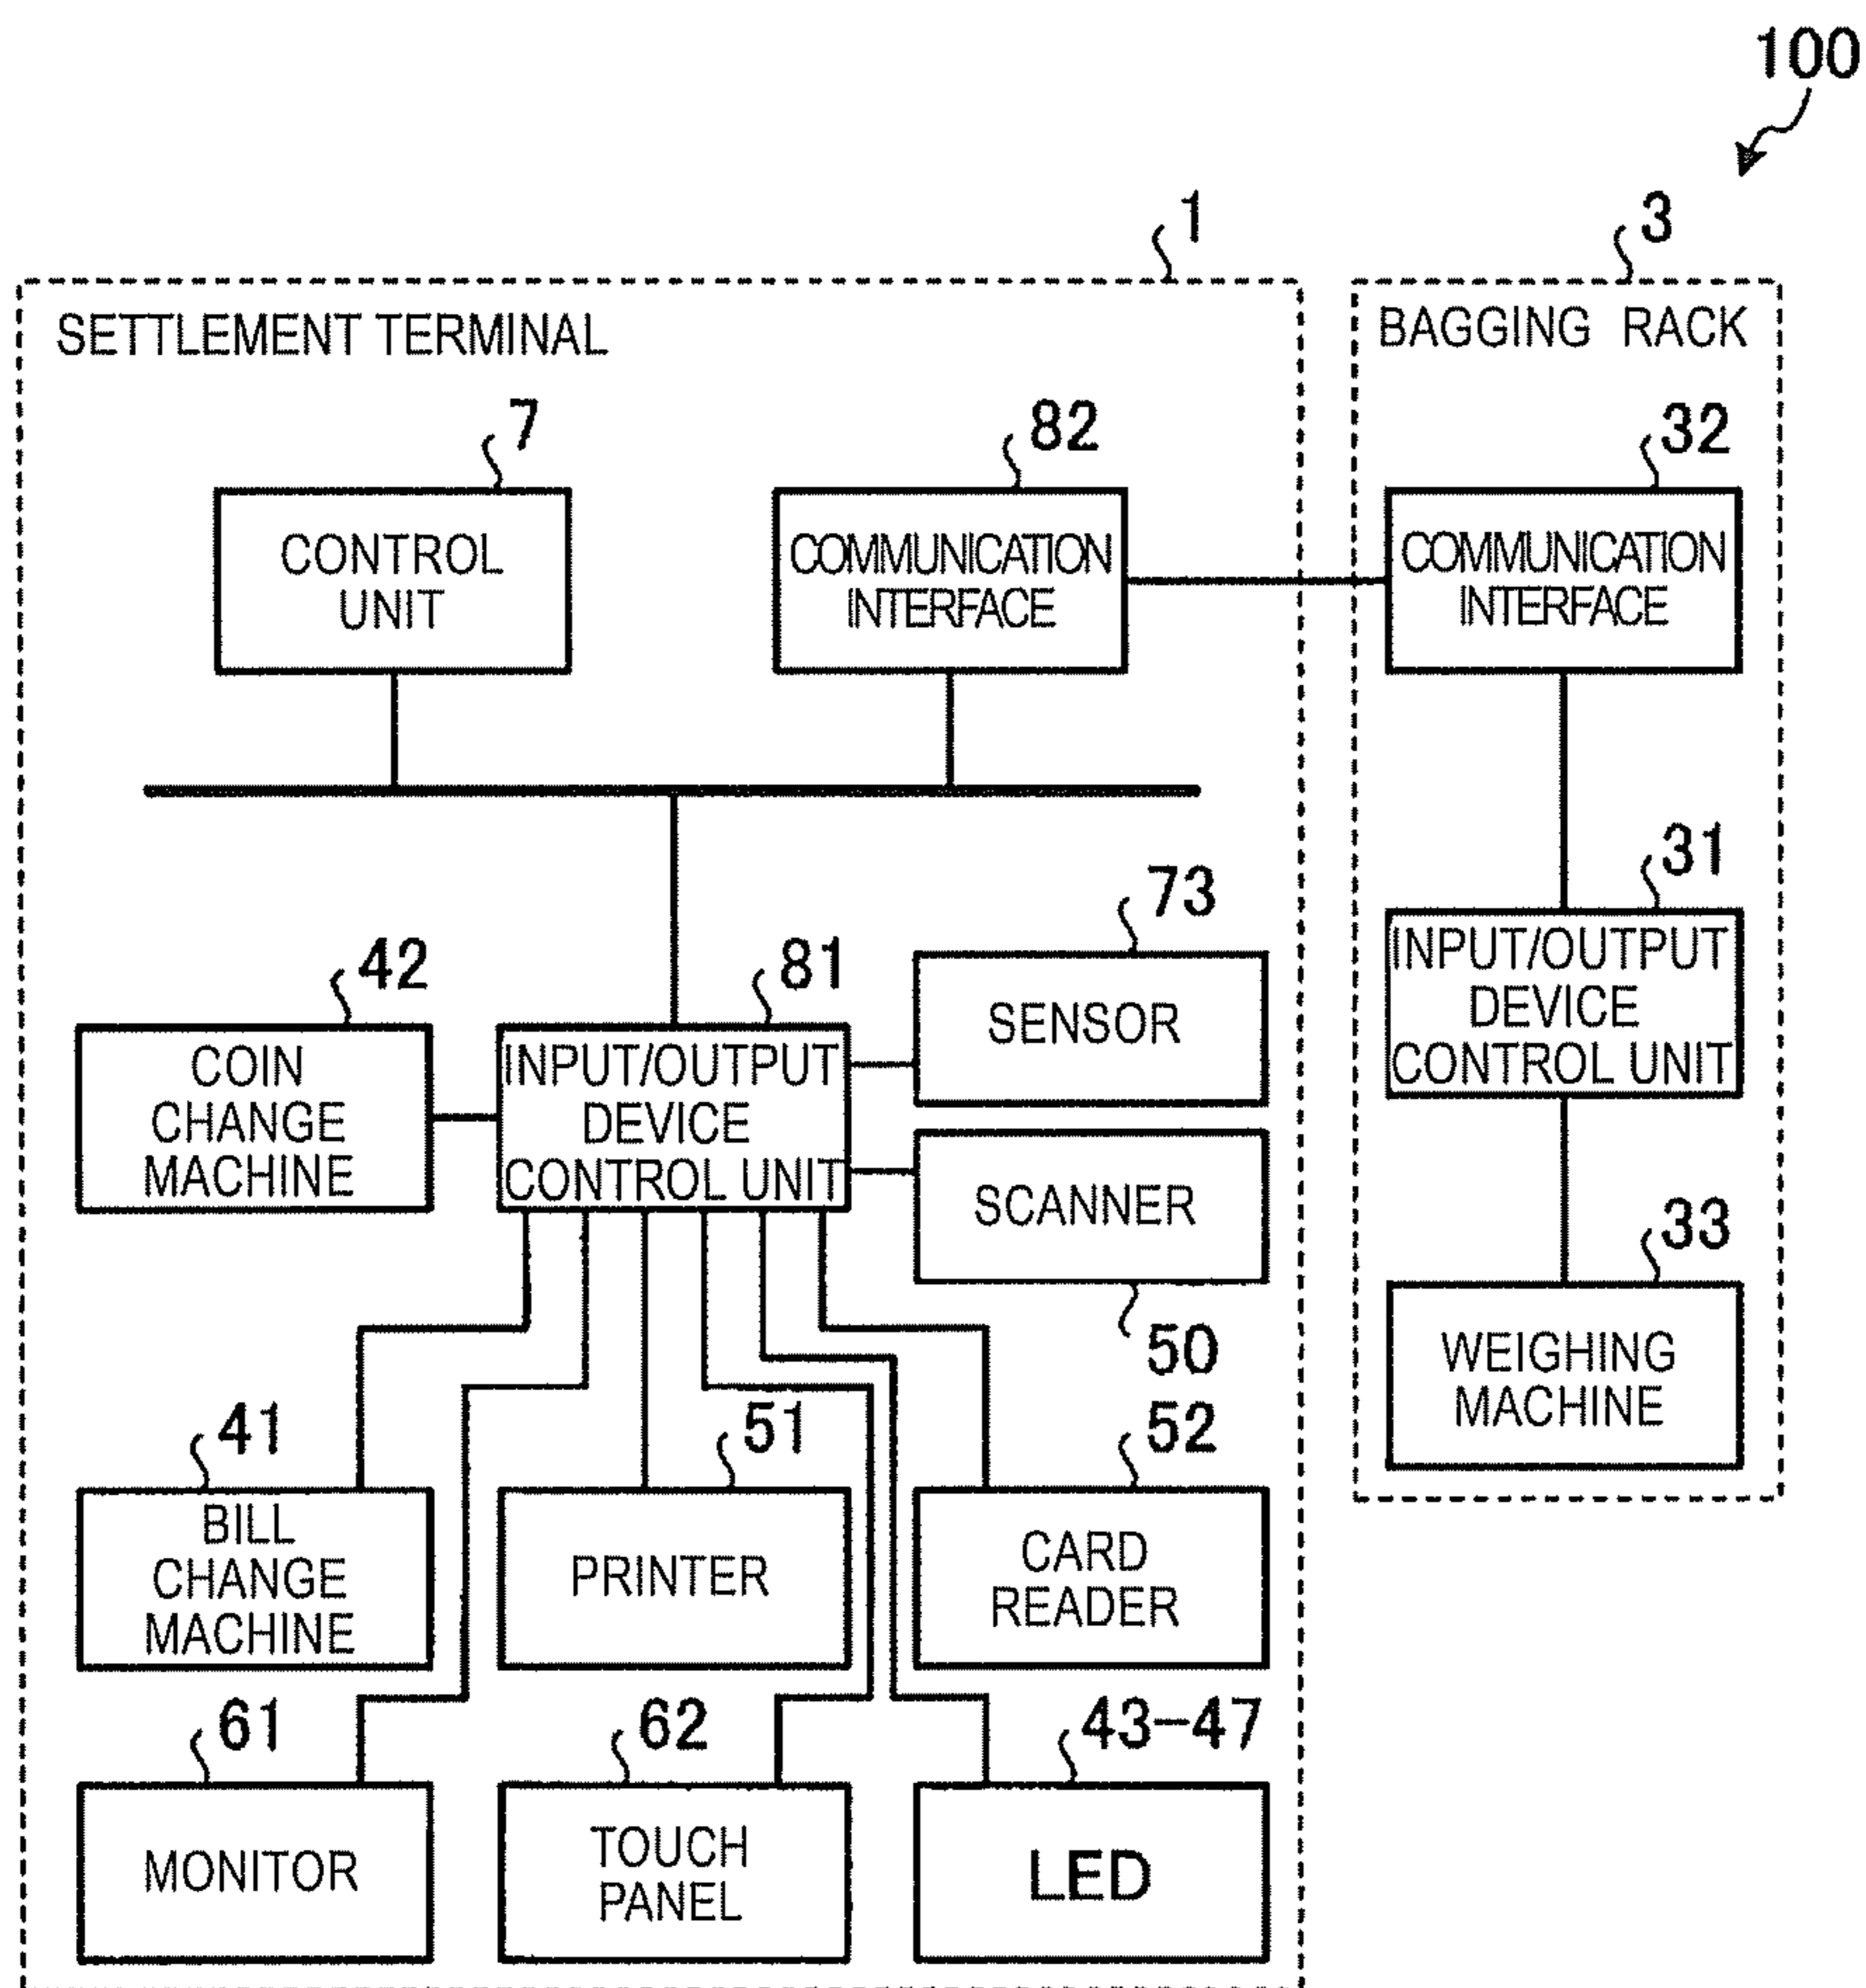 100
1
3
SETTLEMENT TERMINAL
BAGGING RACK
7
82
32
CONTROL
UNIT
COMMUNICATION
INTERFACE
COMMUNICATION
INTERFACE
31
73
42
81
INPUT/OUTPUT
DEVICE
CONTROL UNIT
SENSOR
COIN
CHANGE
MACHINE
INPUT/OUTPUT
DEVICE
CONTROL UNIT
SCANNER
33
50
WEIGHING
MACHINE
41
51
52
BILL
CHANGE
MACHINE
PRINTER
CARD
READER
61
62
43-47
MONITOR
TOUCH
PANEL
LED